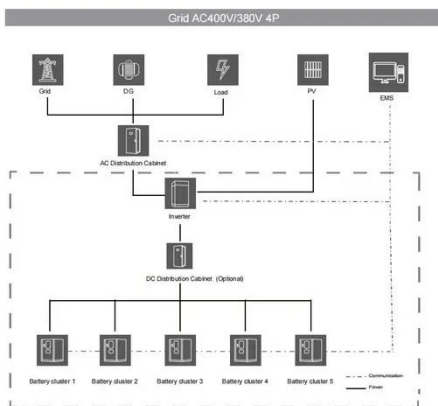 Grid AC400V/380V 4P
Grid DG Load PV EMS
AC Distribution Cabinet
Inverter
DC Distribution Cabinet (Optional)
Battery cluster 1 Battery cluster 2 Battery cluster 3 Battery cluster 4 Battery cluster 5
Communication
Power